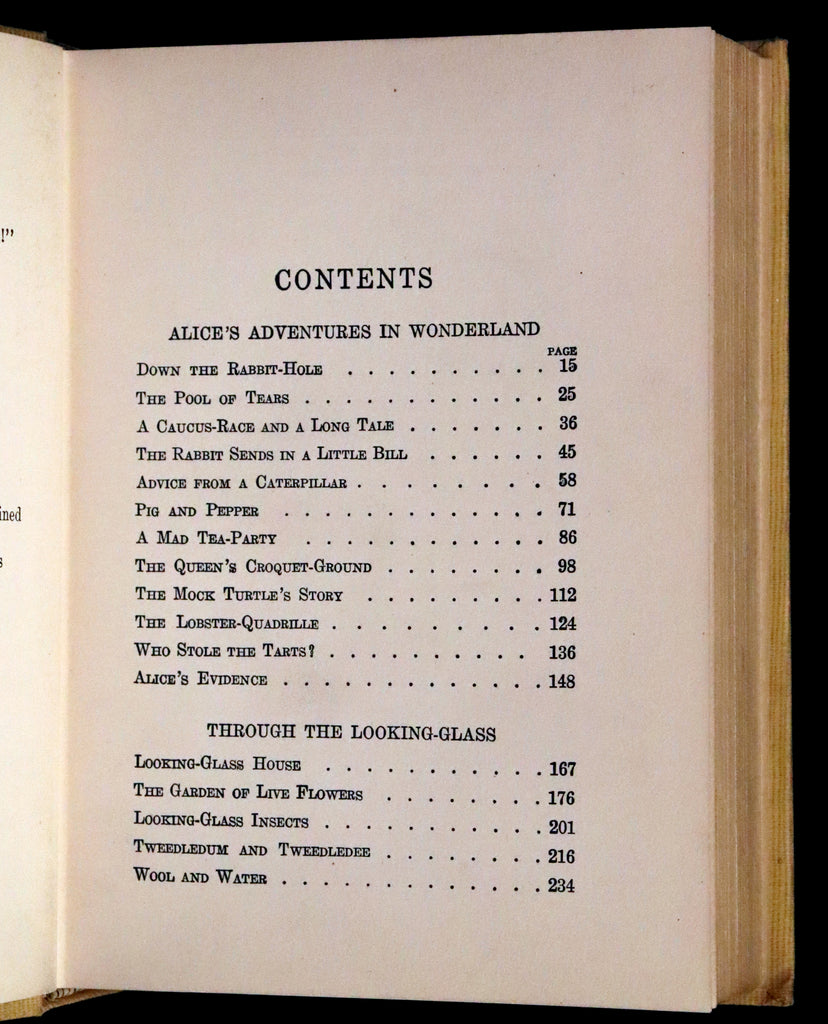 !"
ined
s
CONTENTS
ALICE'S ADVENTURES IN WONDERLAND
PAGE
DOWN THE RABBIT-HOLE . . . . . . . . . . 15
THE POOL OF TEARS . . . . . . . . . . . . 25
A CAUCUS-RACE AND A LONG TALE . . . . . . . 36
THE RABBIT SENDS IN A LITTLE BILL . . . . . . 45
ADVICE FROM A CATERPILLAR . . . . . . . . 58
PIG AND PEPPER . . . . . . . . . . . . . 71
A MAD TEA-PARTY . . . . . . . . . . . . 86
THE QUEEN'S CROQUET-GROUND . . . . . . . . 98
THE MOCK TURTLE'S STORY . . . . . . . . . 112
THE LOBSTER-QUADRILLE . . . . . . . . . . 124
WHO STOLE THE TARTS? . . . . . . . . . . 136
ALICE'S EVIDENCE . . . . . . . . . . . . . 148
THROUGH THE LOOKING-GLASS
LOOKING-GLASS HOUSE . . . . . . . . . . . 167
THE GARDEN OF LIVE FLOWERS . . . . . . . . 176
LOOKING-GLASS INSECTS . . . . . . . . . . . 201
TWEEDLEDUM AND TWEEDLEDEE . . . . . . . . 216
WOOL AND WATER . . . . . . . . . . . . . 234